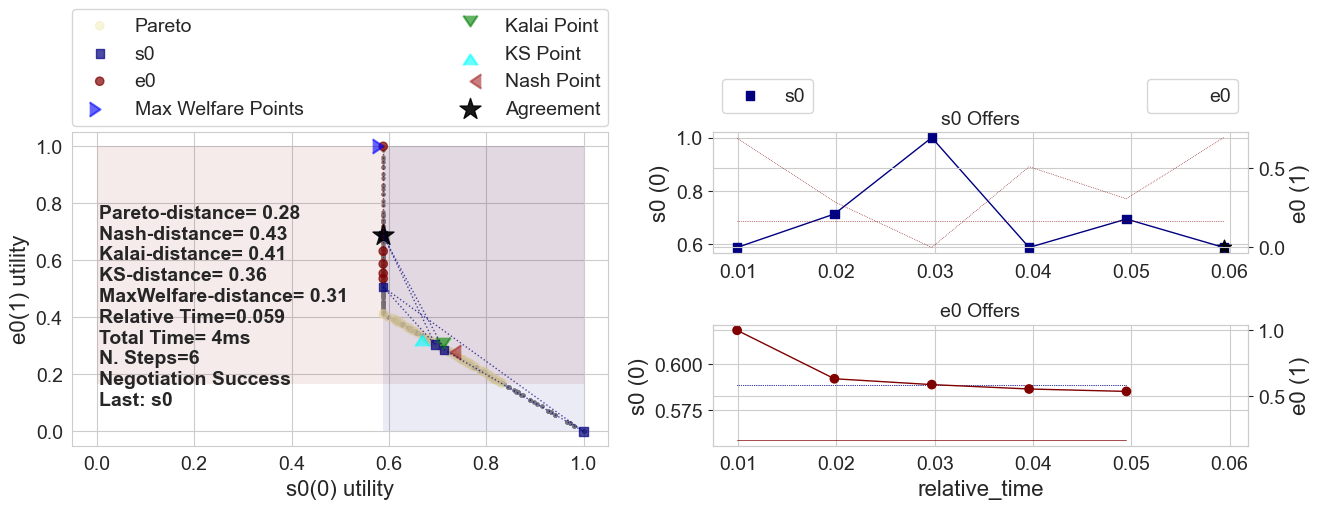 Pareto
s0
e0
Max Welfare Points
Kalai Point
KS Point
Nash Point
Agreement
1.0
0.8
0.6
0.4
0.2
0.0
e0(1) utility
Pareto-distance= 0.28
Nash-distance= 0.43
Kalai-distance= 0.41
KS-distance= 0.36
MaxWelfare-distance= 0.31
Relative Time=0.059
Total Time= 4ms
N. Steps=6
Negotiation Success
Last: s0
0.0 0.2 0.4 0.6 0.8 1.0
s0(0) utility
s0
e0
s0 Offers
1.0
0.8
0.6
s0 (0)
0.5
0.0
e0 (1)
0.01 0.02 0.03 0.04 0.05 0.06
e0 Offers
0.600
0.575
s0 (0)
1.0
0.5
e0 (1)
0.01 0.02 0.03 0.04 0.05 0.06
relative_time